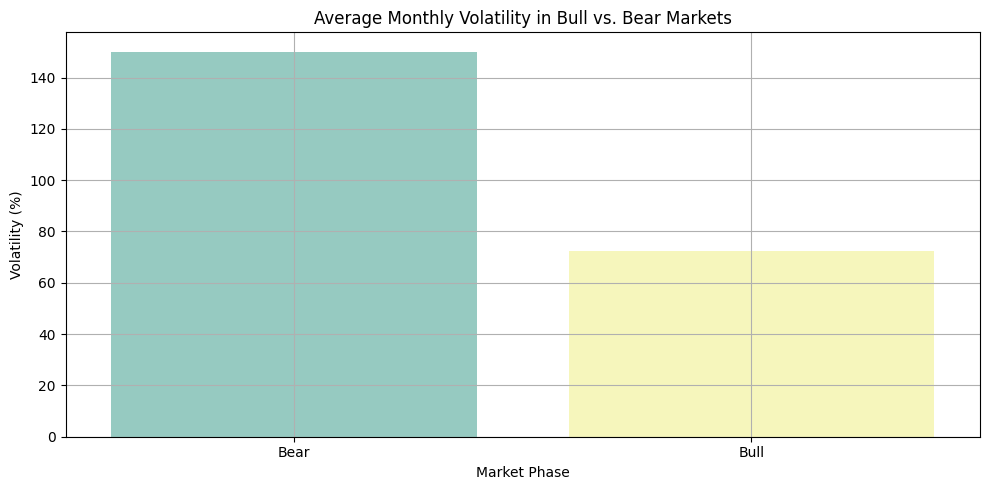 Average Monthly Volatility in Bull vs. Bear Markets
Volatility (%)
140
120
100
80
60
40
20
0
Bear
Bull
Market Phase